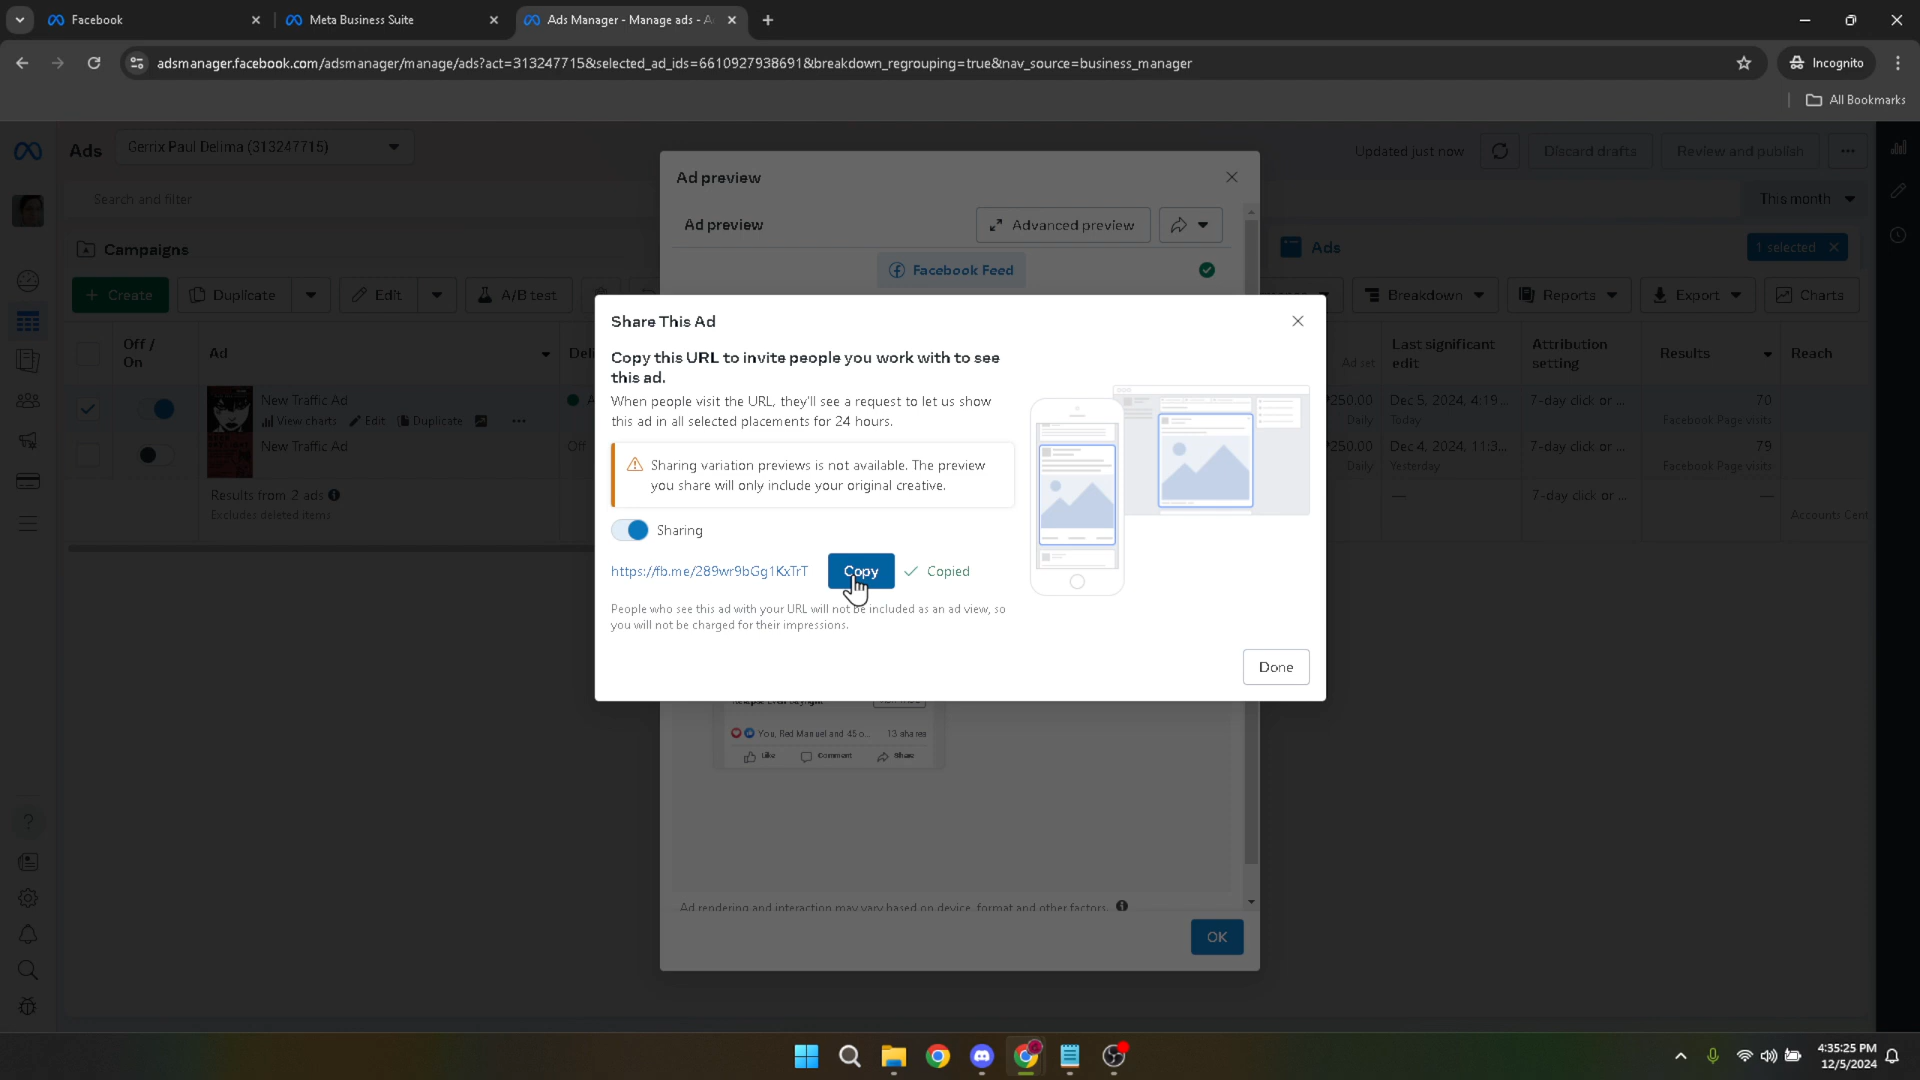 Facebook
Meta Business Suite
Ads Manager - Manage ads - A
adsmanager.facebook.com/adsmanager/manage/ads?act=313247715&selected_ad_ids=6610927938691&breakdown_regrouping=true&nav_source=business_manager
Incognito
All Bookmarks
Ads
Gerrix Paul Delima (313247715)
Updated just now
Discard drafts
Review and publish
Search and filter
This month
Campaigns
Ads
1 selected
Create
Duplicate
Edit
A/B test
Breakdown
Reports
Export
Charts
Off / On
Ad
Ad set
Last significant edit
Attribution setting
Results
Reach
New Traffic Ad
View charts
Edit
Duplicate
250.00
Daily
Dec 5, 2024, 4:19...
Today
7-day click or ...
70
Facebook Page visits
New Traffic Ad
Off
250.00
Daily
Dec 4, 2024, 11:3...
Yesterday
7-day click or ...
79
Facebook Page visits
Results from 2 ads
Excludes deleted items
—
7-day click or ...
—
Accounts Cent
Ad preview
Ad preview
Advanced preview
Facebook Feed
Share This Ad
Copy this URL to invite people you work with to see
this ad.
When people visit the URL, they'll see a request to let us show
this ad in all selected placements for 24 hours.
Sharing variation previews is not available. The preview
you share will only include your original creative.
Sharing
https://fb.me/289wr9bGg1KxTrT
Copy
Copied
People who see this ad with your URL will not be included as an ad view, so
you will not be charged for their impressions.
Done
You, Red Manuel and 45 o...
13 shares
Like
Comment
Share
Ad rendering and interaction may vary based on device, format and other factors.
OK
4:35:25 PM
12/5/2024